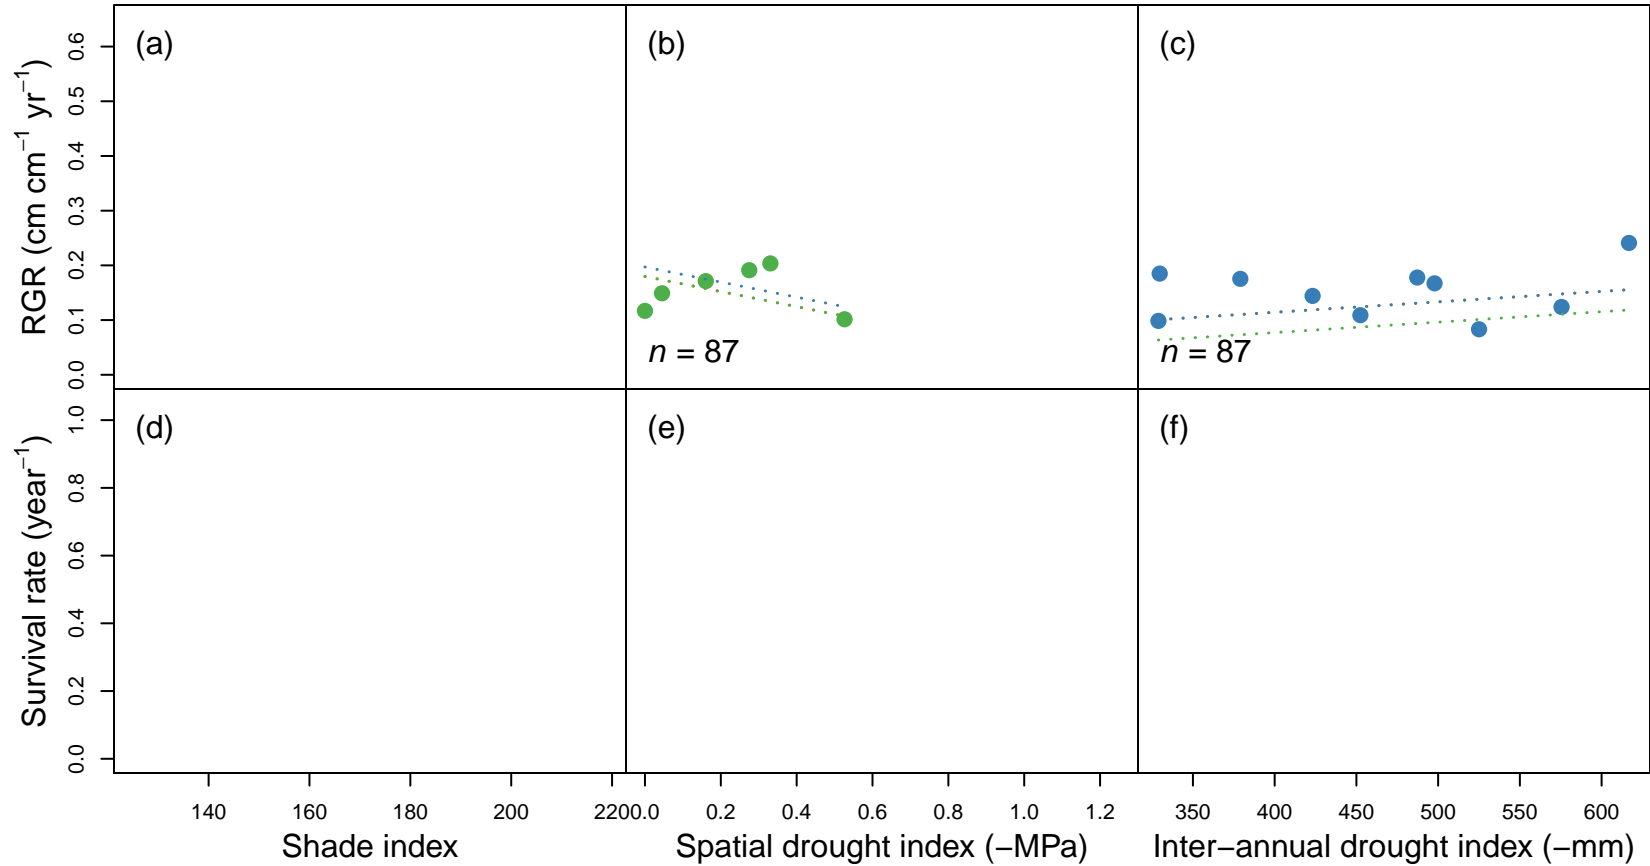 (a)
(b)
(c)
RGR (cm cm⁻¹ yr⁻¹)
0.6
0.5
0.4
0.3
0.2
0.1
0.0
n = 87
n = 87
(d)
(e)
(f)
Survival rate (year⁻¹)
1.0
0.8
0.6
0.4
0.2
0.0
140 160 180 200 220
0.0 0.2 0.4 0.6 0.8 1.0 1.2
350 400 450 500 550 600
Shade index
Spatial drought index (−MPa)
Inter−annual drought index (−mm)